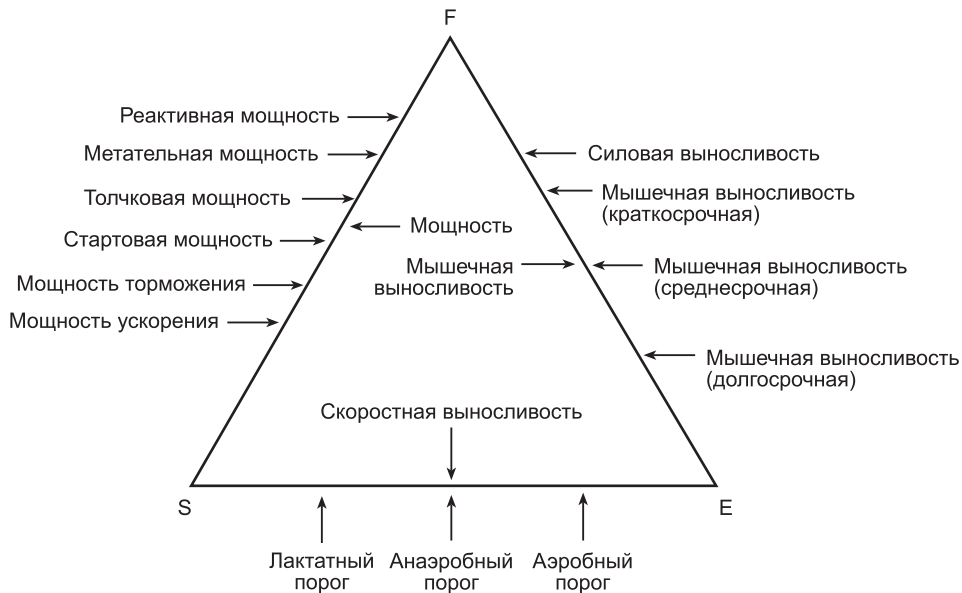 F
Реактивная мощность
Метательная мощность
Силовая выносливость
Толчковая мощность
Мышечная выносливость
(краткосрочная)
Мощность
Стартовая мощность
Мышечная
выносливость
Мышечная выносливость
(среднесрочная)
Мощность торможения
Мощность ускорения
Мышечная выносливость
(долгосрочная)
Скоростная выносливость
S
E
Лактатный
порог
Анаэробный
порог
Аэробный
порог